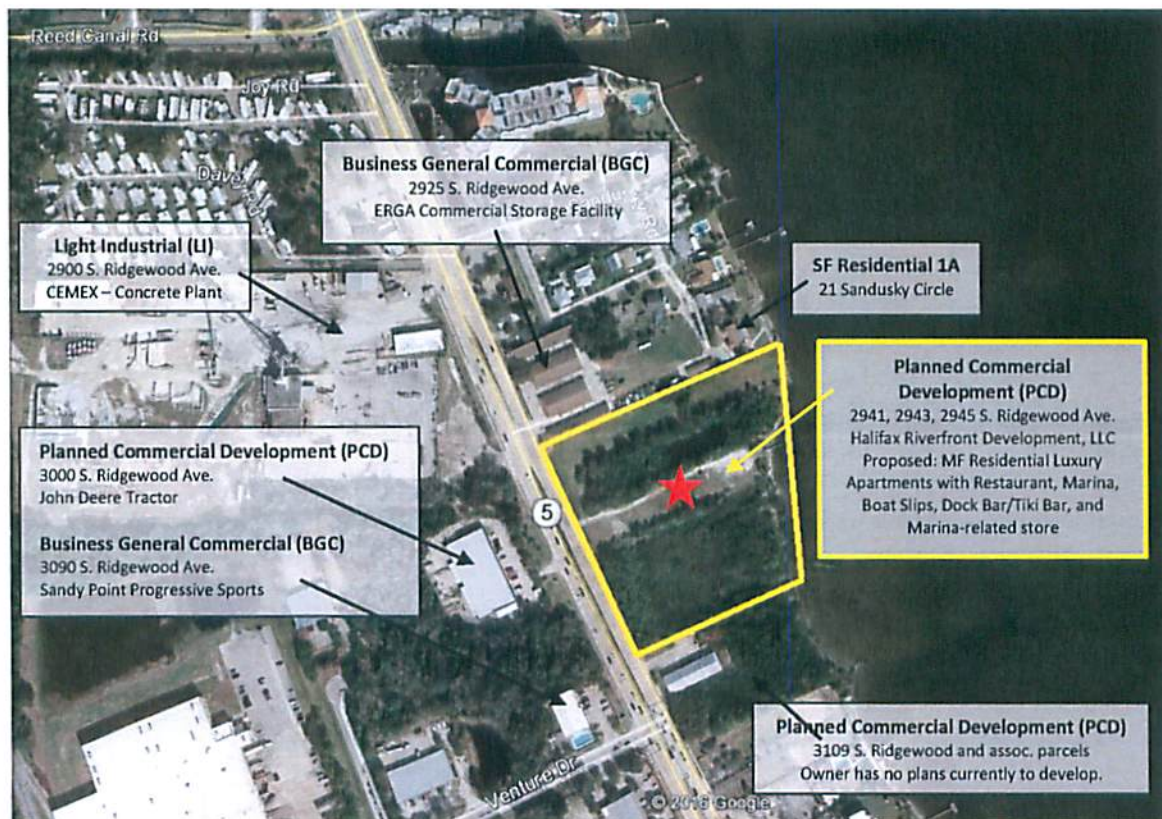 Reed Canal Rd
Joy Rd
Business General Commercial (BGC)
2925 S. Ridgewood Ave.
ERGA Commercial Storage Facility
Light Industrial (LI)
2900 S. Ridgewood Ave.
CEMEX – Concrete Plant
SF Residential 1A
21 Sandusky Circle
Planned Commercial
Development (PCD)
2941, 2943, 2945 S. Ridgewood Ave.
Halifax Riverfront Development, LLC
Proposed: MF Residential Luxury
Apartments with Restaurant, Marina,
Boat Slips, Dock Bar/Tiki Bar, and
Marina-related store
Planned Commercial Development (PCD)
3000 S. Ridgewood Ave.
John Deere Tractor
Business General Commercial (BGC)
3090 S. Ridgewood Ave.
Sandy Point Progressive Sports
5
Planned Commercial Development (PCD)
3109 S. Ridgewood and assoc. parcels
Owner has no plans currently to develop.
Venture Dr
© 2016 Google